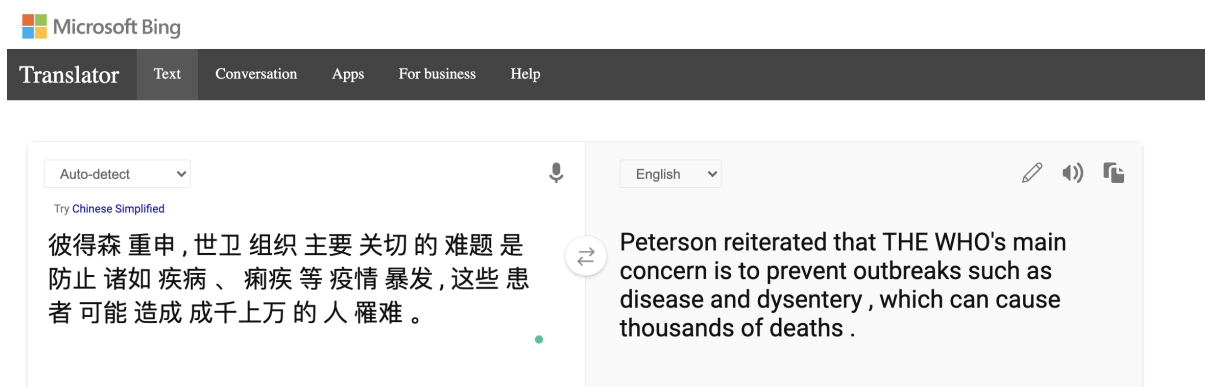 Microsoft Bing
Translator Text Conversation Apps For business Help
Auto-detect
Try Chinese Simplified
彼得森 重申 , 世卫 组织 主要 关切 的 难题 是
防止 诸如 疾病 、 痢疾 等 疫情 暴发 , 这些 患
者 可能 造成 成千上万 的 人 罹难 。
English
Peterson reiterated that THE WHO's main
concern is to prevent outbreaks such as
disease and dysentery , which can cause
thousands of deaths .